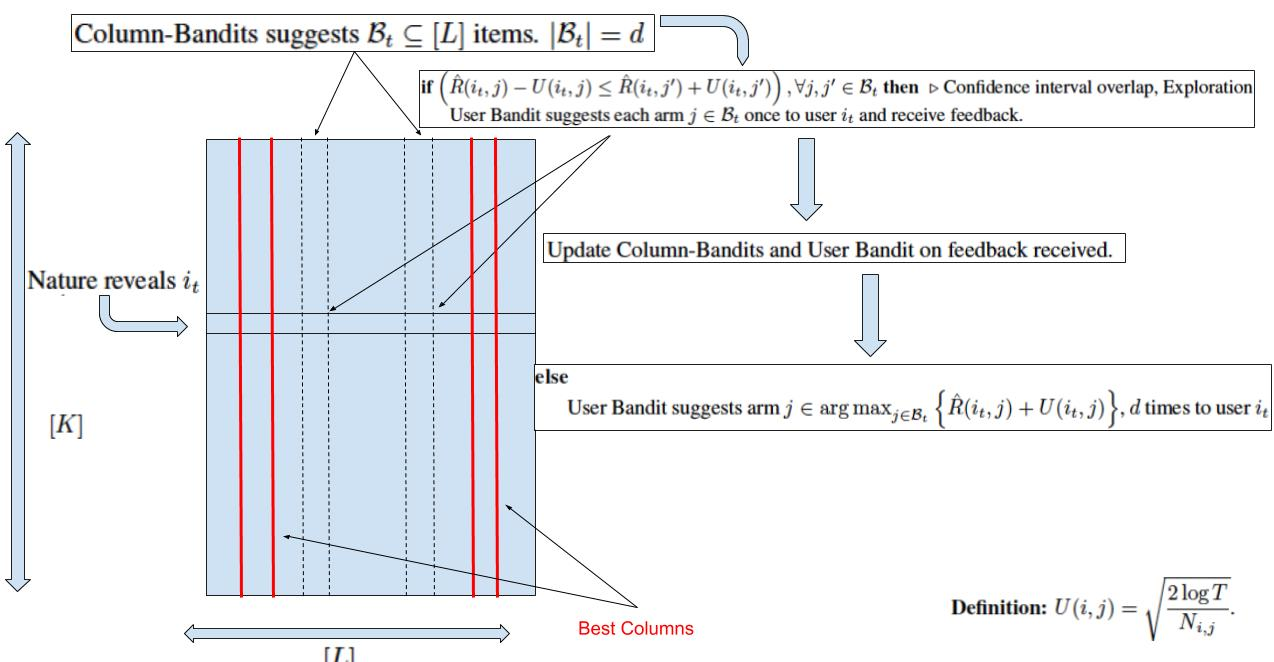 Column-Bandits suggests $\mathcal{B}_t \subseteq [L]$ items. $|\mathcal{B}_t| = d$
if $\left(\hat{R}(i_t, j) - U(i_t, j) \leq \hat{R}(i_t, j') + U(i_t, j')\right), \forall j, j' \in \mathcal{B}_t$ then ▷ Confidence interval overlap, Exploration
User Bandit suggests each arm $j \in \mathcal{B}_t$ once to user $i_t$ and receive feedback.
Update Column-Bandits and User Bandit on feedback received.
Nature reveals $i_t$
else
User Bandit suggests arm $j \in \arg\max_{j \in \mathcal{B}_t} \left\{\hat{R}(i_t, j) + U(i_t, j)\right\}$, $d$ times to user $i_t$
$[K]$
Best Columns
Definition: $U(i, j) = \sqrt{\frac{2 \log T}{N_{i,j}}}$.
$[L]$